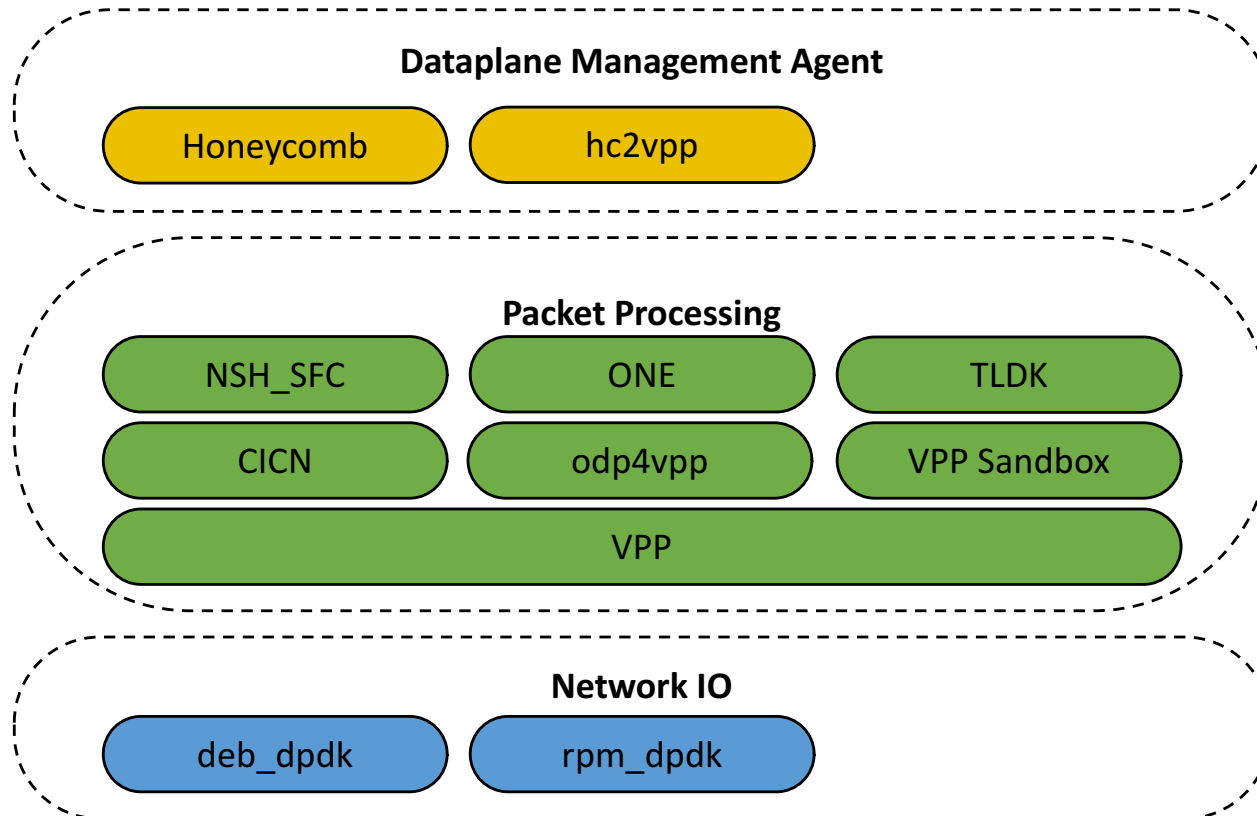 Dataplane Management Agent
Honeycomb hc2vpp
Packet Processing
NSH_SFC ONE TLDK
CICN odp4vpp VPP Sandbox
VPP
Network IO
deb_dpdk rpm_dpdk